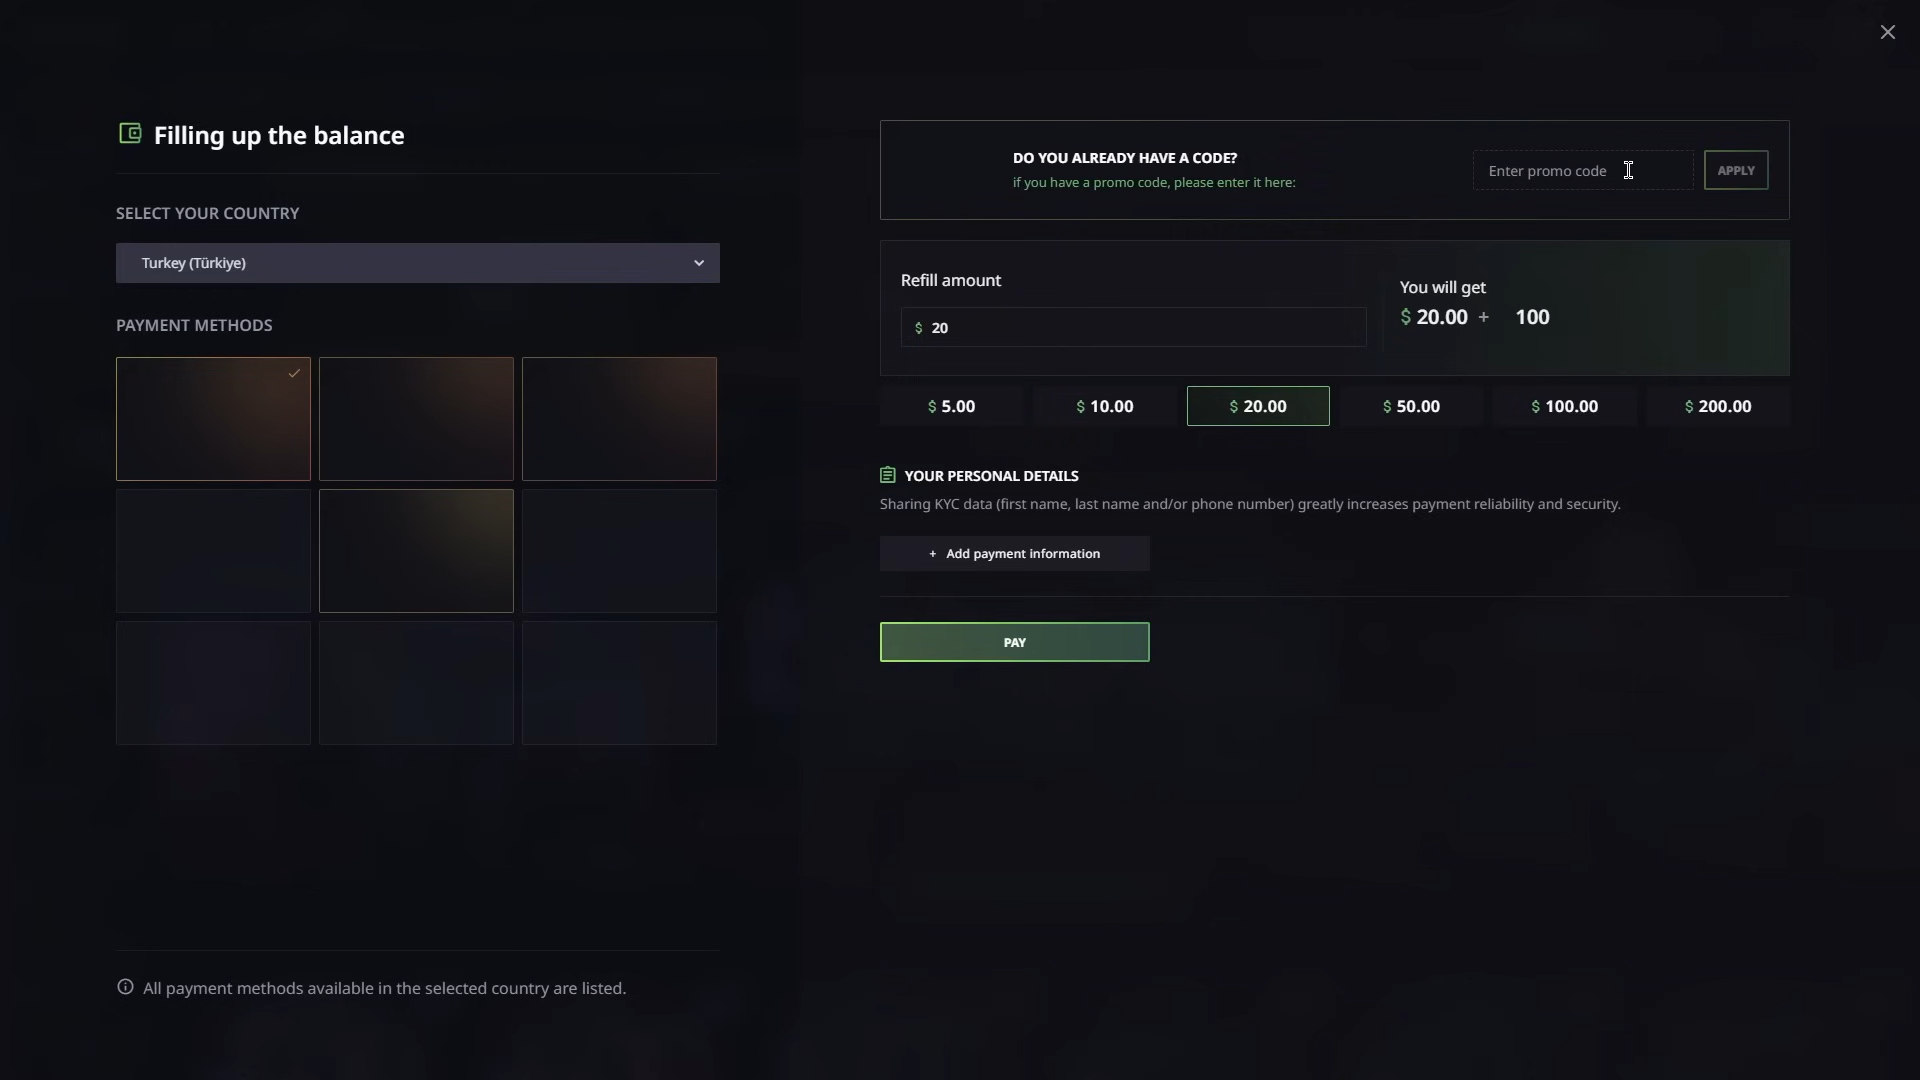 Filling up the balance
SELECT YOUR COUNTRY
Turkey (Türkiye)
PAYMENT METHODS
All payment methods available in the selected country are listed.
DO YOU ALREADY HAVE A CODE?
if you have a promo code, please enter it here:
Enter promo code
APPLY
Refill amount
$ 20
You will get
$ 20.00 + 100
$ 5.00
$ 10.00
$ 20.00
$ 50.00
$ 100.00
$ 200.00
YOUR PERSONAL DETAILS
Sharing KYC data (first name, last name and/or phone number) greatly increases payment reliability and security.
+ Add payment information
PAY